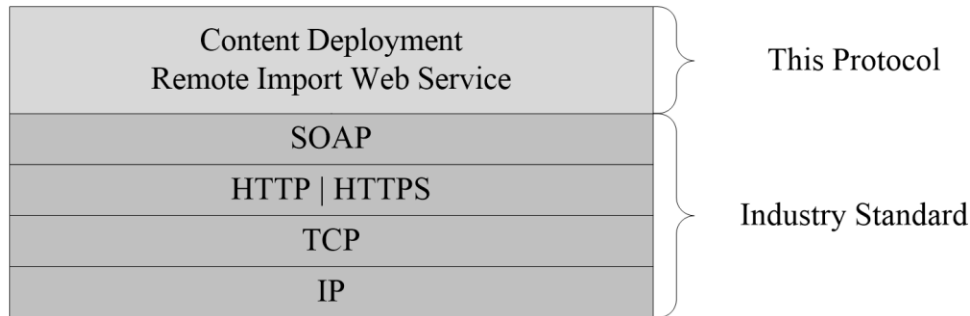 Content Deployment
Remote Import Web Service
This Protocol
SOAP
HTTP | HTTPS
TCP
IP
Industry Standard